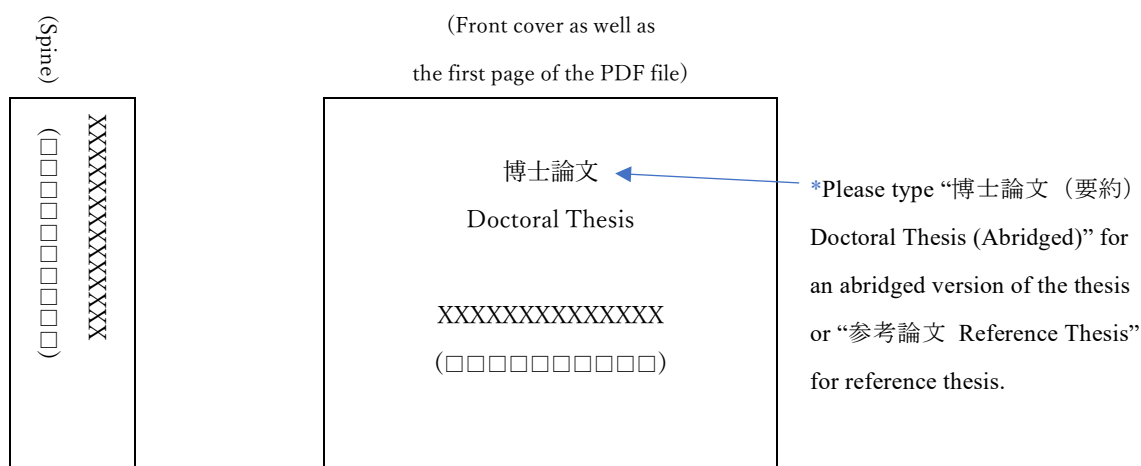 (Spine)
XXXXXXXXXXXXXX
(□□□□□□□□□□)
(Front cover as well as
the first page of the PDF file)
博士論文
Doctoral Thesis
XXXXXXXXXXXXXX
(□□□□□□□□□□)
*Please type “博士論文（要約）
Doctoral Thesis (Abridged)” for
an abridged version of the thesis
or “参考論文 Reference Thesis”
for reference thesis.